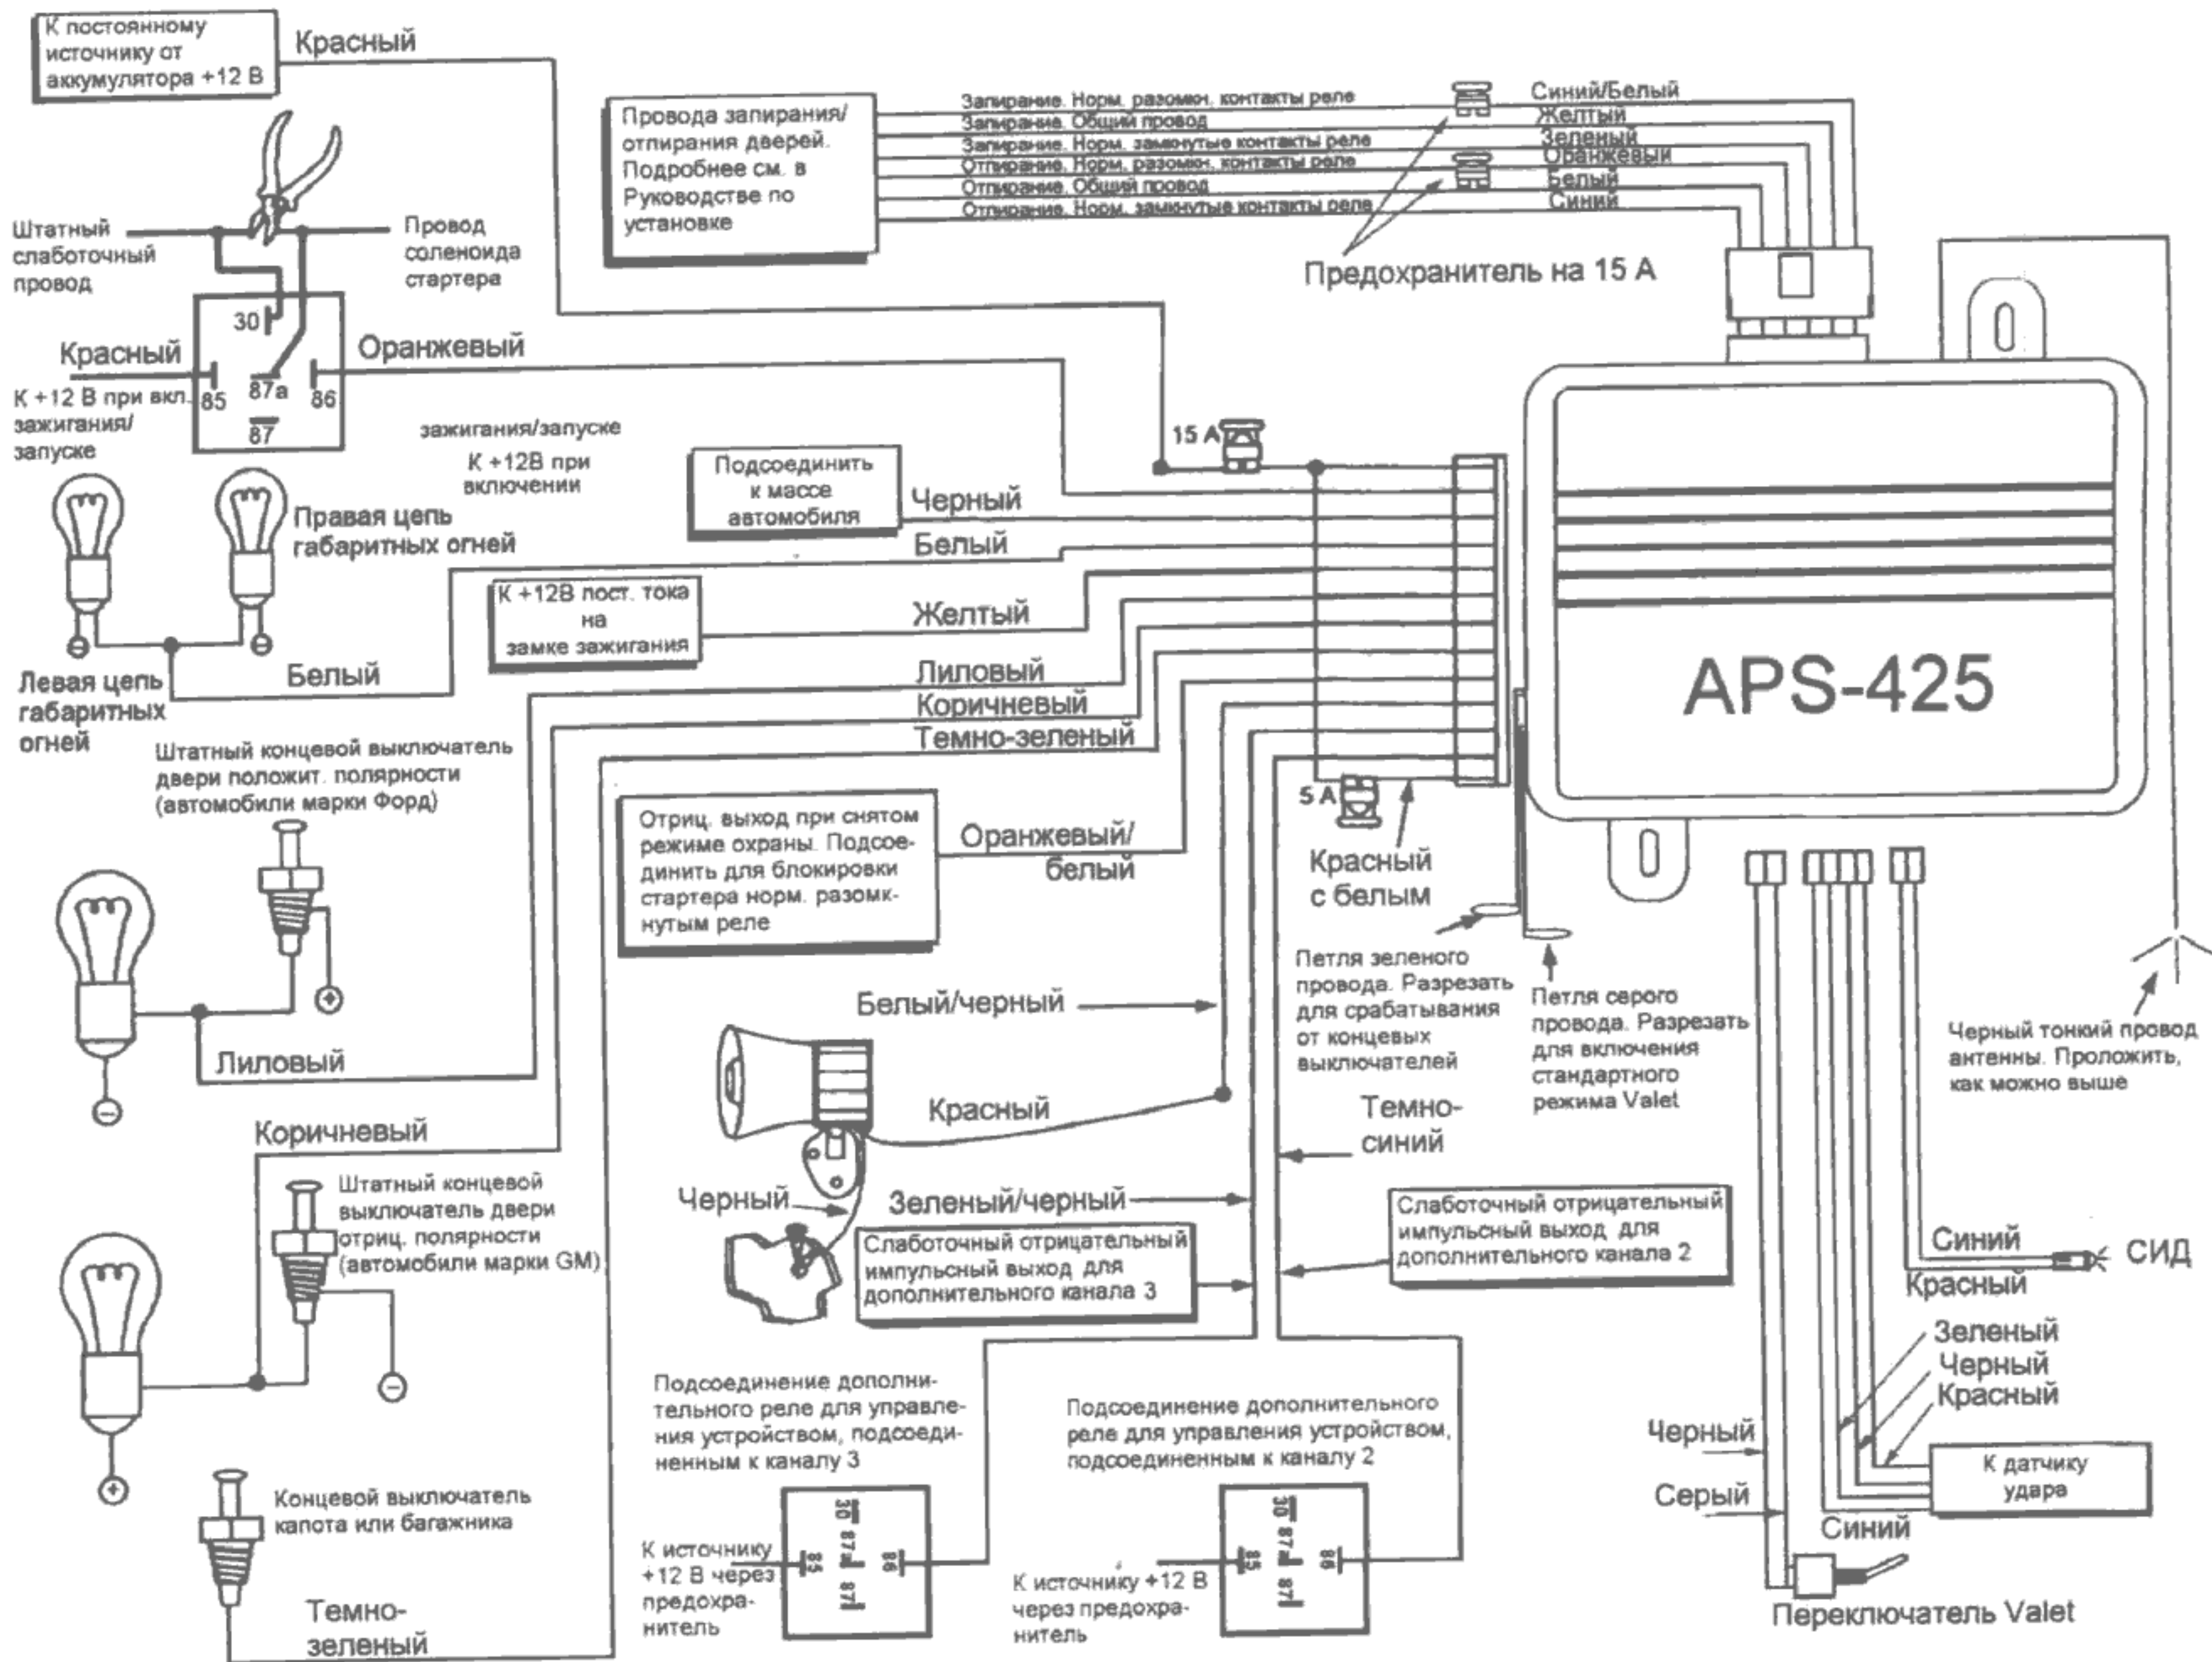 К постоянному
источнику от
аккумулятора +12 В
Красный
Провода запирания/
отпирания дверей.
Подробнее см. в
Руководстве по
установке
Запирание. Норм. разомкн. контакты реле
Запирание. Общий провод
Запирание. Норм. замкнутые контакты реле
Отпирание. Норм. разомкн. контакты реле
Отпирание. Общий провод
Отпирание. Норм. замкнутые контакты реле
Синий/Белый
Желтый
Зеленый
Оранжевый
Белый
Синий
Предохранитель на 15 А
Штатный
слаботочный
провод
Провод
соленоида
стартера
30
Красный
Оранжевый
К +12 В при вкл.
зажигания/
запуске
85
87а
86
87
зажигания/запуске
К +12В при
включении
15 А
Подсоединить
к массе
автомобиля
Черный
Правая цепь
габаритных огней
Белый
К +12В пост. тока
на
замке зажигания
Желтый
Левая цепь
габаритных
огней
Белый
Лиловый
Коричневый
Темно-зеленый
APS-425
Штатный концевой выключатель
двери положит. полярности
(автомобили марки Форд)
Отриц. выход при снятом
режиме охраны. Подсое-
динить для блокировки
стартера норм. разомк-
нутым реле
Оранжевый/
белый
5 А
Красный
с белым
Петля зеленого
провода. Разрезать
для срабатывания
от концевых
выключателей
Петля серого
провода. Разрезать
для включения
стандартного
режима Valet
Черный тонкий провод
антенны. Проложить,
как можно выше
Белый/черный
Лиловый
Красный
Темно-
синий
Коричневый
Штатный концевой
выключатель двери
отриц. полярности
(автомобили марки GM)
Черный
Зеленый/черный
Слаботочный отрицательный
импульсный выход для
дополнительного канала 3
Слаботочный отрицательный
импульсный выход для
дополнительного канала 2
Синий
СИД
Красный
Зеленый
Черный
Красный
Черный
Серый
К датчику
удара
Синий
Переключатель Valet
Подсоединение дополни-
тельного реле для управле-
ния устройством, подсоеди-
ненным к каналу 3
Подсоединение дополнительного
реле для управления устройством,
подсоединенным к каналу 2
Концевой выключатель
капота или багажника
К источнику
+12 В через
предохра-
нитель
30
87а
85
86
87
К источнику +12 В
через предохра-
нитель
30
87а
85
86
87
Темно-
зеленый